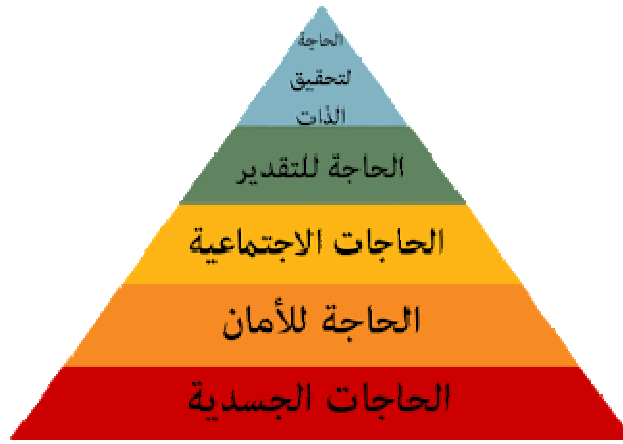 الحاجة
لتحقيق
الذات
الحاجة للتقدير
الحاجات الاجتماعية
الحاجة للأمان
الحاجات الجسدية